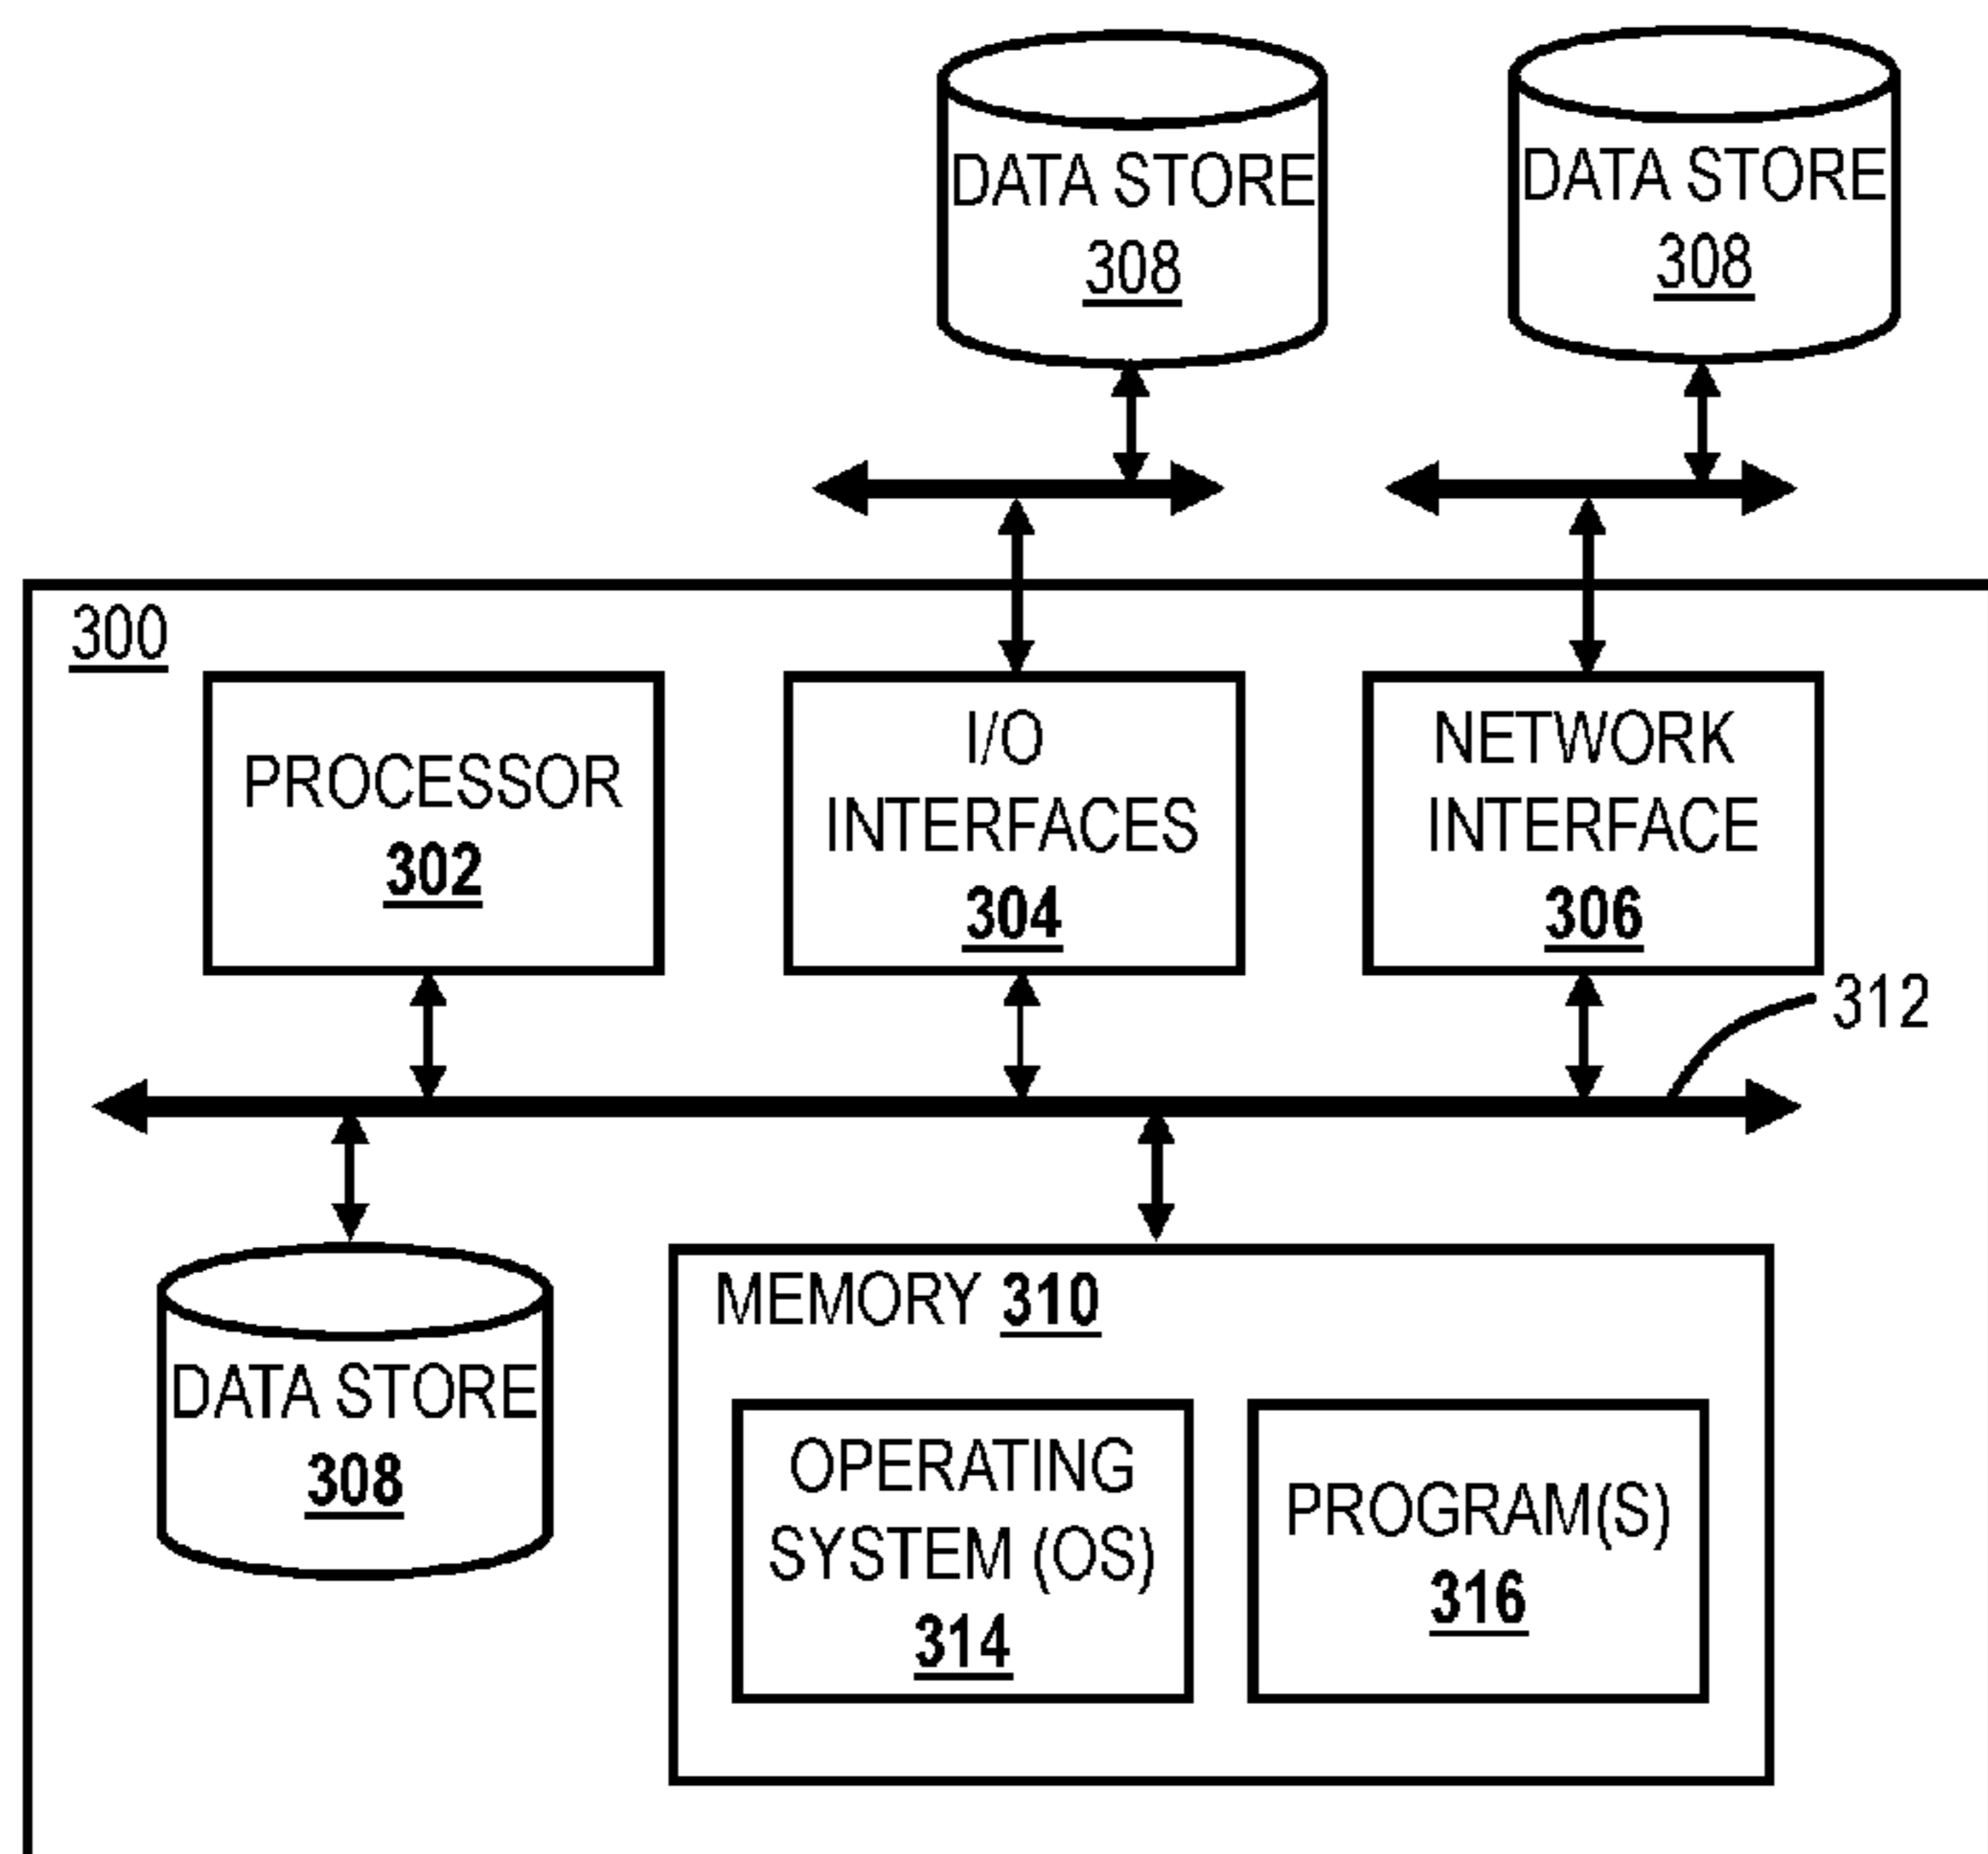 DATA STORE
308
DATA STORE
308
300
PROCESSOR
302
I/O
INTERFACES
304
NETWORK
INTERFACE
306
312
DATA STORE
308
MEMORY 310
OPERATING
SYSTEM (OS)
314
PROGRAM(S)
316